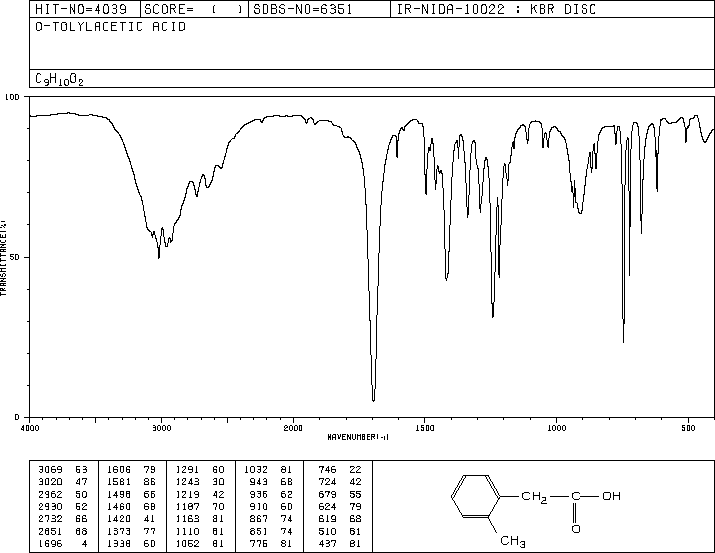 HIT-NO=4039 SCORE= ( ) SDBS-NO=6351 IR-NIDA-10022 : KBR DISC
O-TOLYLACETIC ACID
C9H10O2
100
50
0
TRANSMITTANCE(%)
4000 3000 2000 1500 1000 500
WAVENUMBER(-1)
3069 53 1606 79 1291 60 1032 81 746 22
3020 47 1581 86 1243 30 943 68 724 42
2962 50 1498 66 1219 42 936 62 679 55
2930 52 1460 68 1187 70 910 60 624 79
2732 66 1420 41 1163 81 867 74 619 68
2651 68 1373 77 1110 81 851 74 510 81
1696 4 1338 60 1052 81 776 81 437 81
CH2 C OH
O
CH3